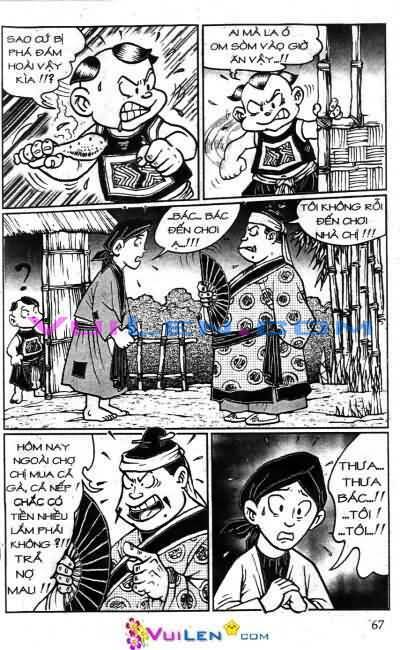 SAO CỨ BỊ
PHÁ ĐÁM
HOÀI VẬY
KÌA !!?
AI MÀ LA Ó
OM SÒM VÀO GIỜ
ĂN VẬY...!!
?
...BÁC... BÁC
ĐẾN CHƠI
Ạ...!!!
TÔI KHÔNG RỖI
ĐẾN CHƠI
NHÀ CHỊ !!!
VUILEN.COM
HÔM NAY
NGOÀI CHỢ
CHỊ MUA CẢ
GÀ, CẢ NẾP !
CHẮC CÓ
TIỀN NHIỀU
LẮM PHẢI
KHÔNG ?!!
TRẢ
NỢ
MAU !!
THƯA...
THƯA
BÁC...!!
...TÔI !
TÔI...!
67
VUILEN.COM